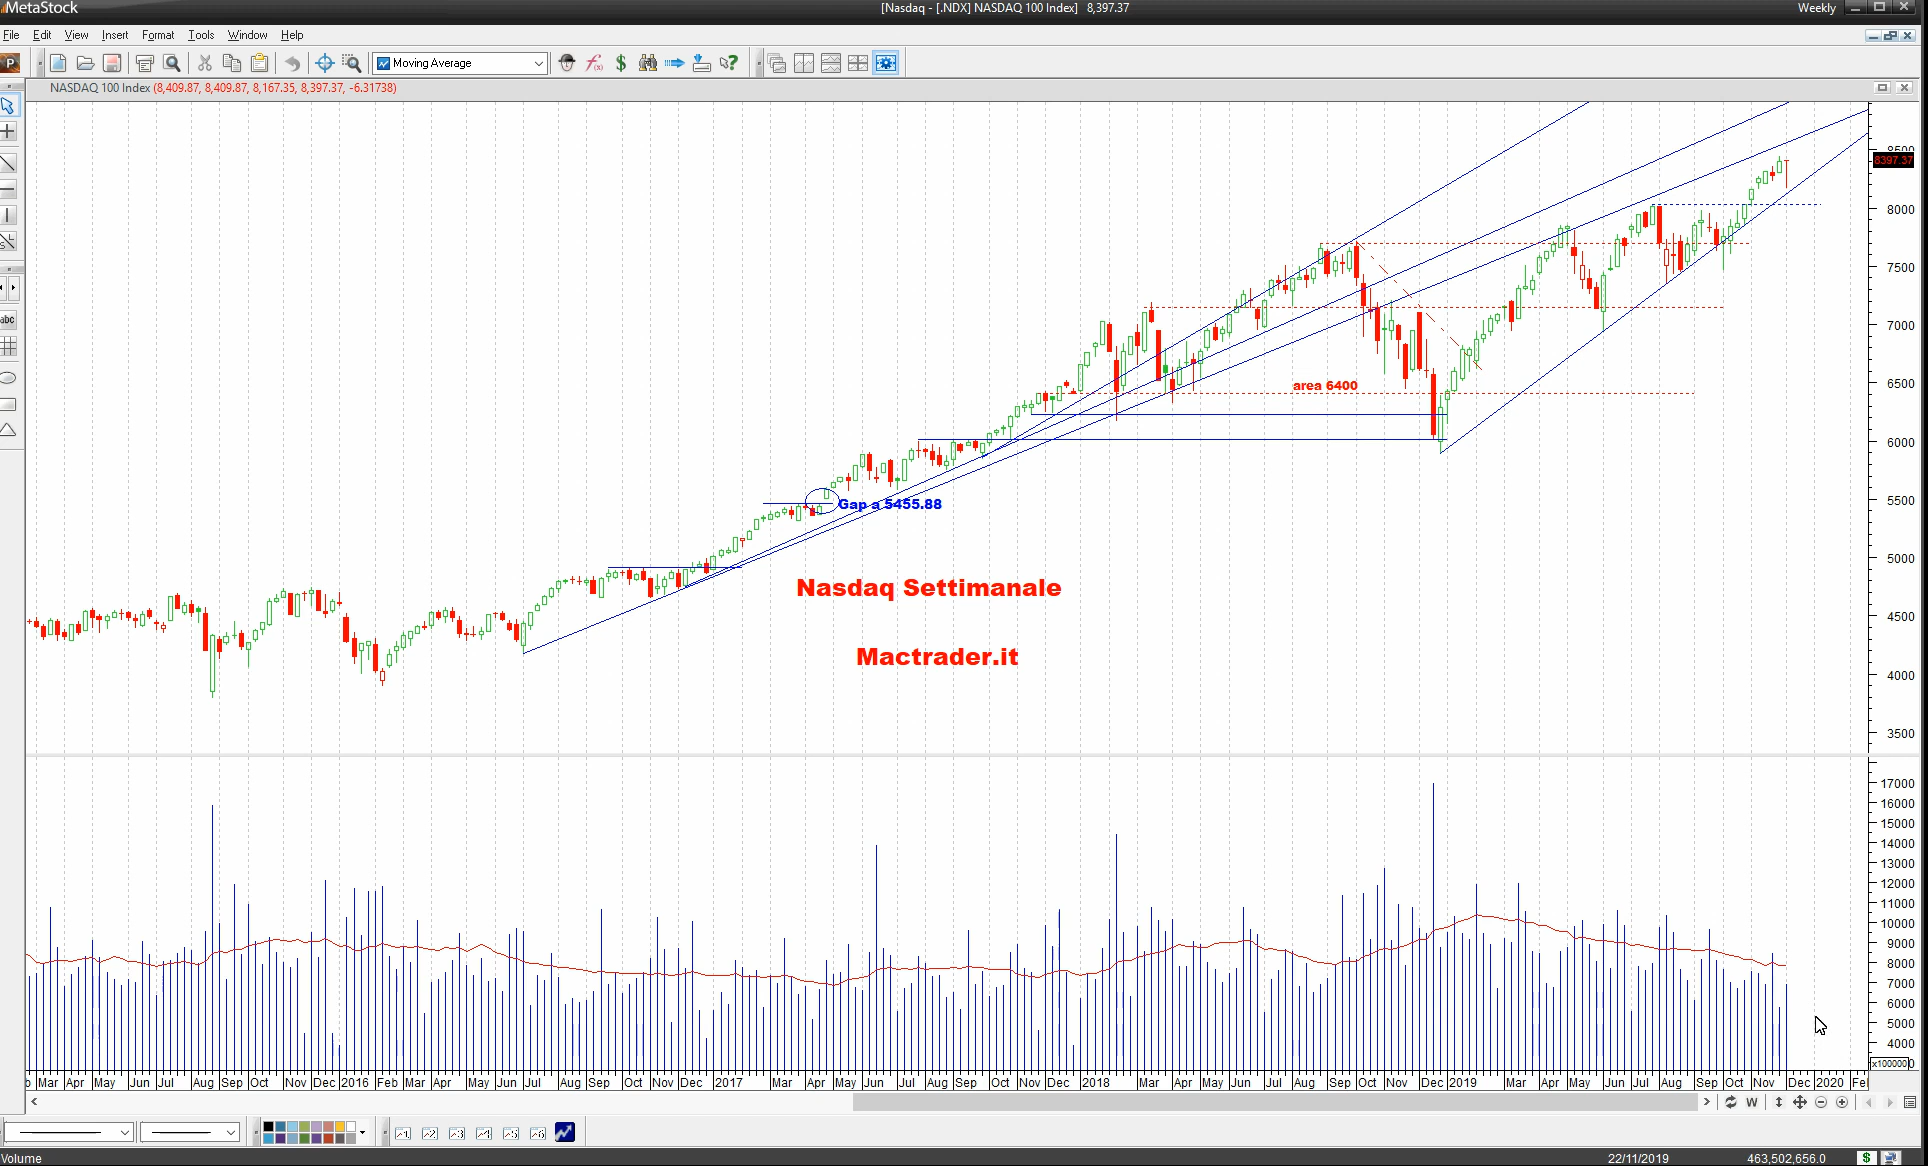 MetaStock
[Nasdaq - [.NDX] NASDAQ 100 Index] 8,397.37
Weekly
File Edit View Insert Format Tools Window Help
P
Moving Average
NASDAQ 100 Index (8,409.87, 8,409.87, 8,167.35, 8,397.37, -6.31738)
abc
8500
8397.37
8000
7500
7000
6500
6000
5500
5000
4500
4000
3500
area 6400
Gap a 5455.88
Nasdaq Settimanale
Mactrader.it
17000
16000
15000
14000
13000
12000
11000
10000
9000
8000
7000
6000
5000
4000
x100000
Mar Apr May Jun Jul Aug Sep Oct Nov Dec 2016 Feb Mar Apr May Jun Jul Aug Sep Oct Nov Dec 2017 Mar Apr May Jun Jul Aug Sep Oct Nov Dec 2018 Mar Apr May Jun Jul Aug Sep Oct Nov Dec 2019 Mar Apr May Jun Jul Aug Sep Oct Nov Dec 2020
W
Volume
22/11/2019
463,502,656.0
$